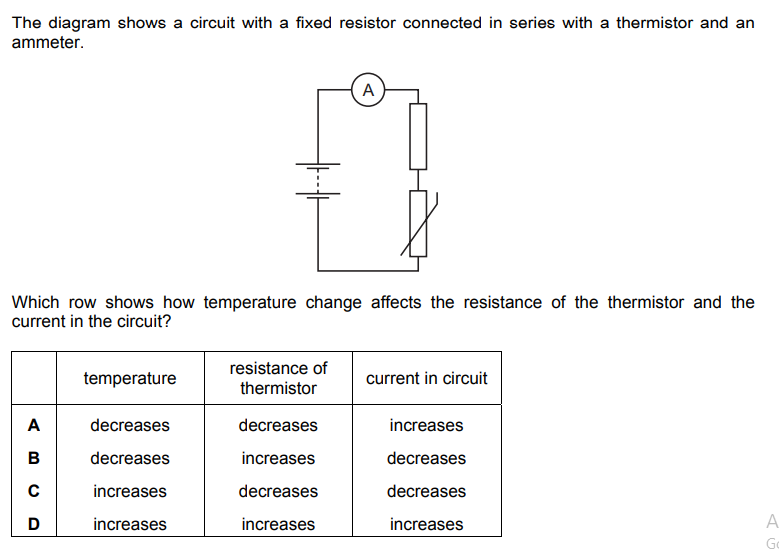 The diagram shows a circuit with a fixed resistor connected in series with a thermistor and an
ammeter.
A
Which row shows how temperature change affects the resistance of the thermistor and the
current in the circuit?
temperature resistance of thermistor current in circuit
A decreases decreases increases
B decreases increases decreases
C increases decreases decreases
D increases increases increases
A